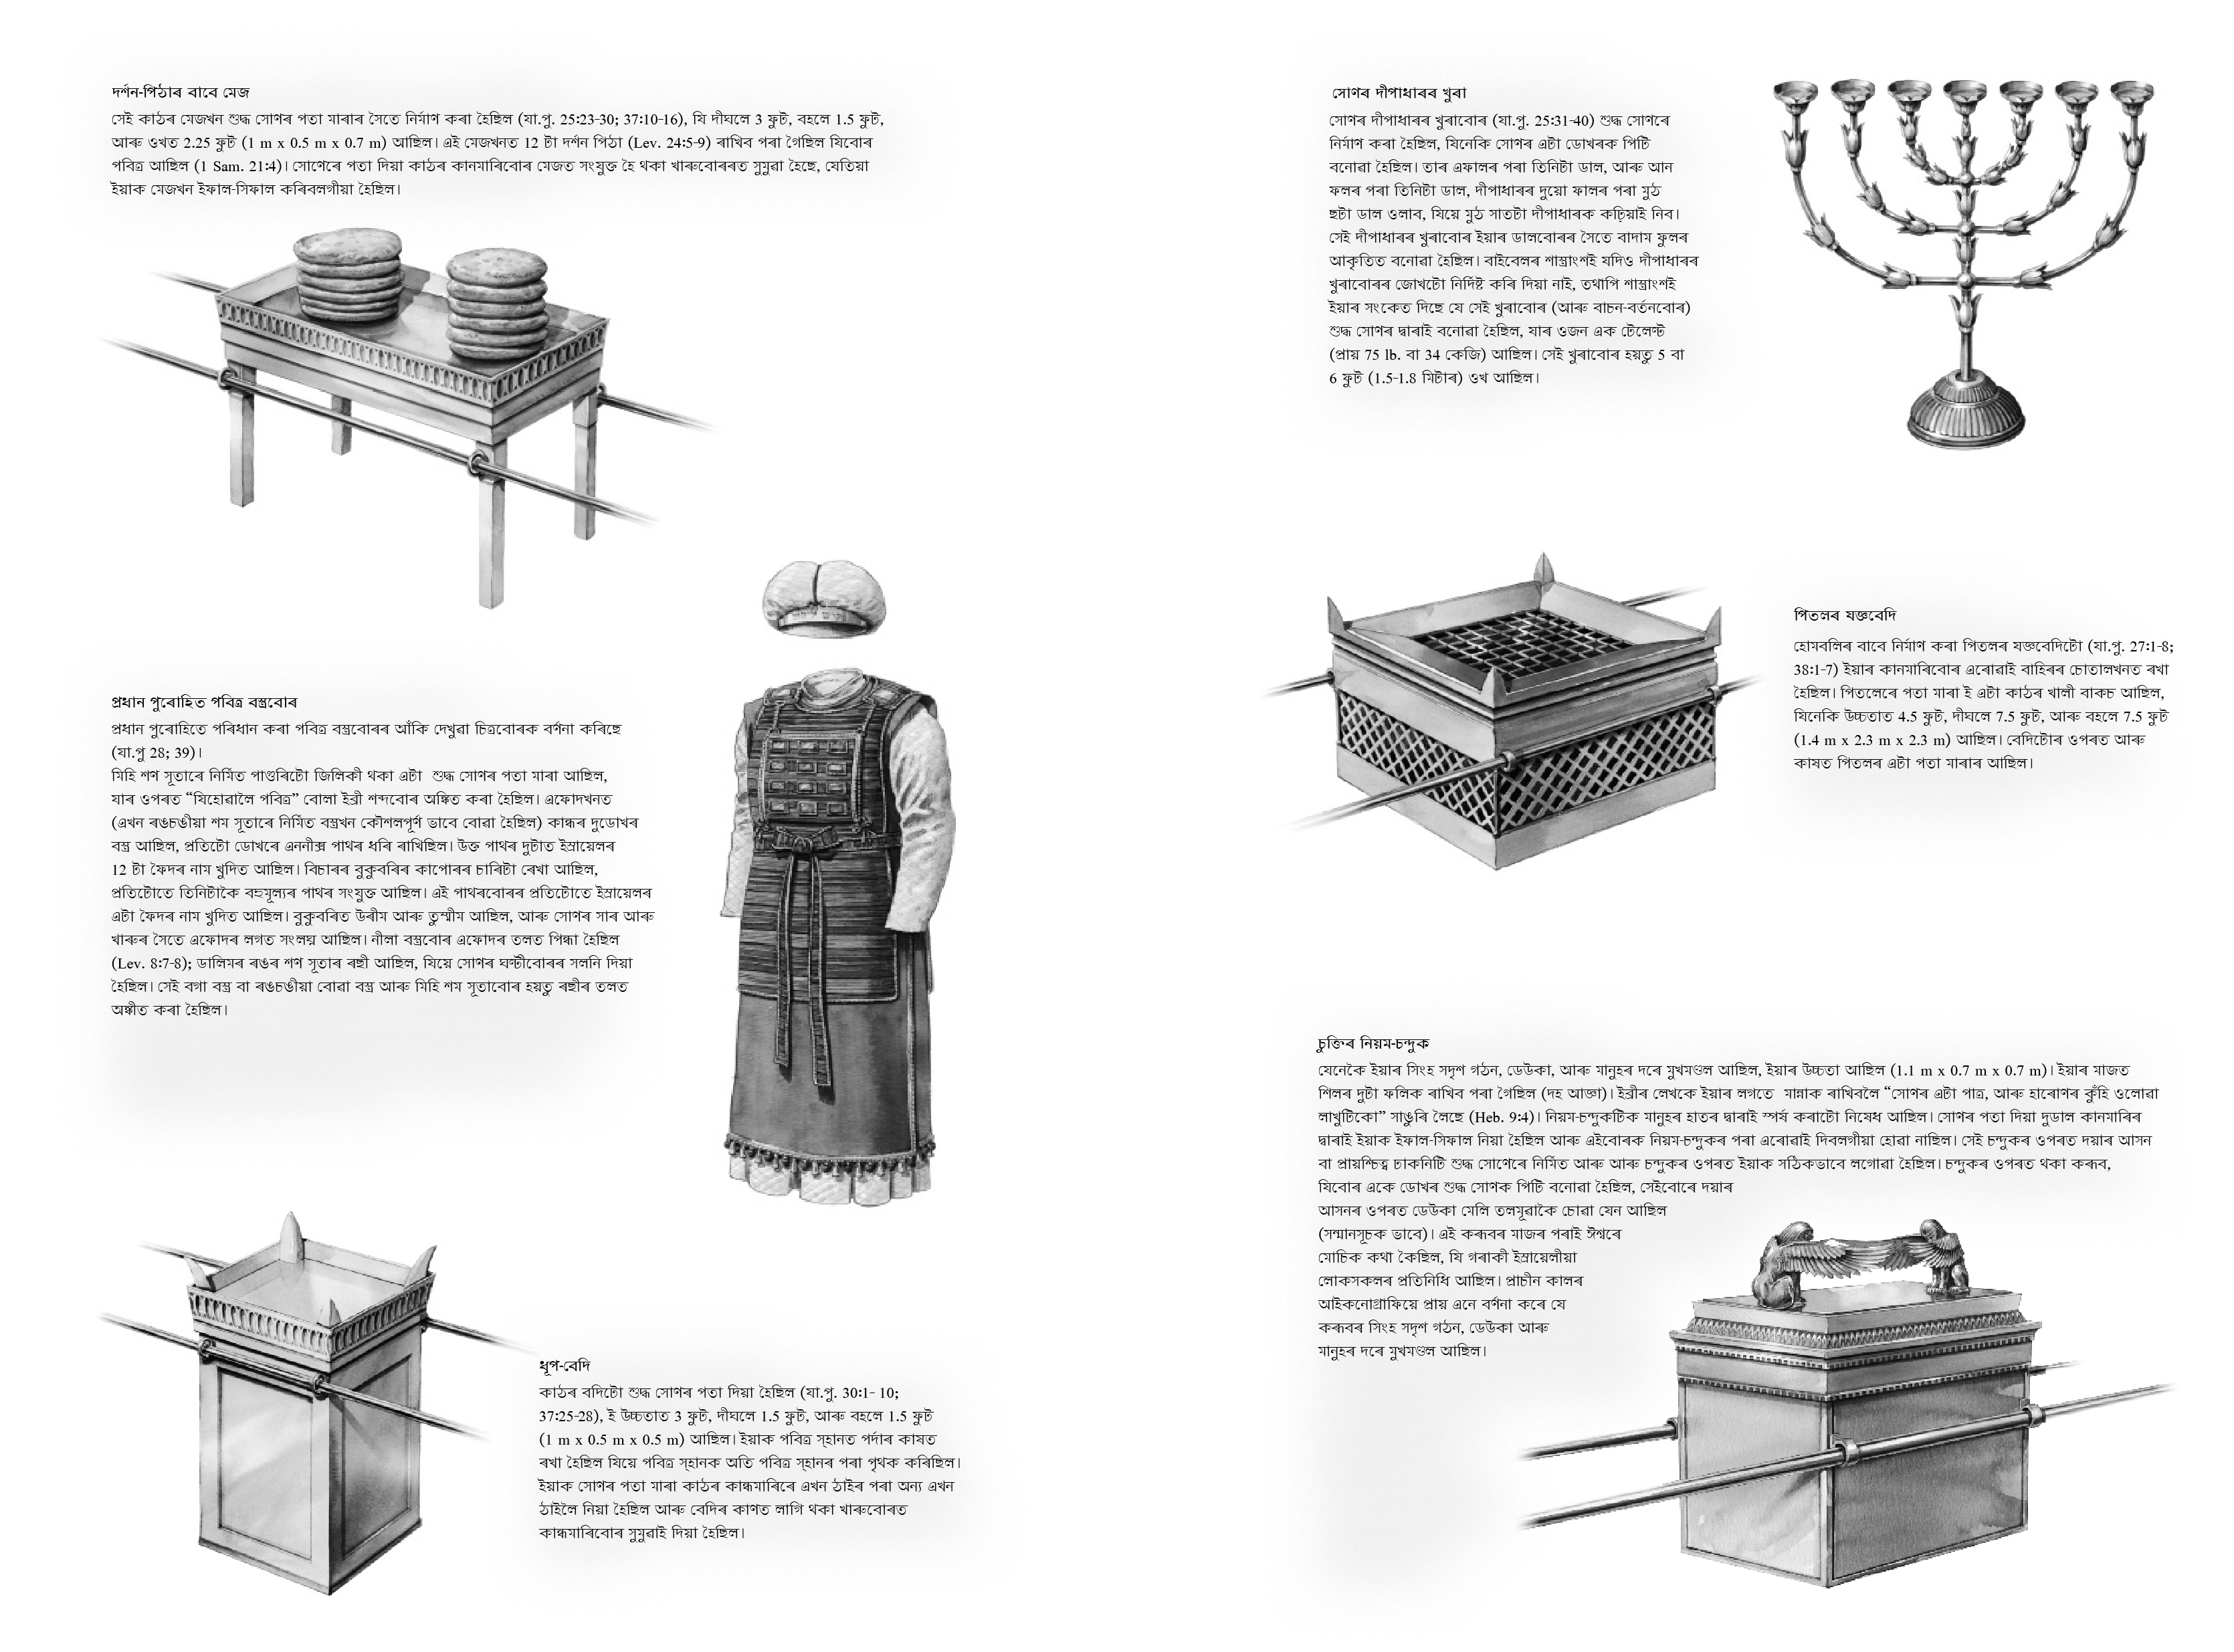 দৰ্শন-পিঠাৰ বাবে মেজ
সেই কাঠৰ মেজখন শুদ্ধ সোণৰ পতা মাৰাৰ সৈতে নিৰ্মাণ কৰা হৈছিল (যা.পু. 25:23-30; 37:10-16), যি দীঘলে 3 ফুট, বহলে 1.5 ফুট,
আৰু ওখত 2.25 ফুট (1 m x 0.5 m x 0.7 m) আছিল। এই মেজখনত 12 টা দৰ্শন পিঠা (Lev. 24:5-9) ৰাখিব পৰা গৈছিল যিবোৰ
পবিত্ৰ আছিল (1 Sam. 21:4)। সোণেৰে পতা দিয়া কাঠৰ কানমাৰিবোৰ মেজত সংযুক্ত হৈ থকা খাৰুবোৰৰত সুমুৱা হৈছে, যেতিয়া
ইয়াক মেজখন ইফাল-সিফাল কৰিবলগীয়া হৈছিল।
প্ৰধান পুৰোহিত পবিত্ৰ বস্ত্ৰবোৰ
প্ৰধান পুৰোহিতে পৰিধান কৰা পবিত্ৰ বস্ত্ৰবোৰৰ আঁকি দেখুৱা চিত্ৰবোৰক বৰ্ণনা কৰিছে
(যা.পু 28; 39)।
মিহি শণ সূতাৰে নিৰ্মিত পাগুৰিটো জিলিকী থকা এটা শুদ্ধ সোণৰ পতা মাৰা আছিল,
যাৰ ওপৰত “যিহোৱালৈ পবিত্ৰ” বোলা ইব্ৰী শব্দবোৰ অঙ্কিত কৰা হৈছিল। এফোদখনত
(এখন ৰঙচঙীয়া শম সূতাৰে নিৰ্মিত বস্ত্ৰখন কৌশলপূৰ্ণ ভাবে বোৱা হৈছিল) কান্ধৰ দুডোখৰ
বস্ত্ৰ আছিল, প্ৰতিটো ডোখৰে এননীক্স পাথৰ ধৰি ৰাখিছিল। উক্ত পাথৰ দুটাত ইস্ৰায়েলৰ
12 টা ফৈদৰ নাম খুদিত আছিল। বিচাৰৰ বুকুবৰিৰ কাপোৰৰ চাৰিটা ৰেখা আছিল,
প্ৰতিটোতে তিনিটাকৈ বহুমূল্যৰ পাথৰ সংযুক্ত আছিল। এই পাথৰবোৰৰ প্ৰতিটোতে ইস্ৰায়েলৰ
এটা ফৈদৰ নাম খুদিত আছিল। বুকুবৰিত উৰীম আৰু তুম্মীম আছিল, আৰু সোণৰ সাৰ আৰু
খাৰুৰ সৈতে এফোদৰ লগত সংলগ্ন আছিল। নীলা বস্ত্ৰবোৰ এফোদৰ তলত পিন্ধা হৈছিল
(Lev. 8:7-8); ডালিমৰ ৰঙৰ শণ সূতাৰ ৰছী আছিল, যিয়ে সোণৰ ঘণ্টীবোৰৰ সলনি দিয়া
হৈছিল। সেই বগা বস্ত্ৰ বা ৰঙচঙীয়া বোৱা বস্ত্ৰ আৰু মিহি শম সূতাবোৰ হয়তু ৰছীৰ তলত
অঙ্কীত কৰা হৈছিল।
ধূপ-বেদি
কাঠৰ বদিটো শুদ্ধ সোণৰ পতা দিয়া হৈছিল (যা.পু. 30:1- 10;
37:25-28), ই উচ্চতাত 3 ফুট, দীঘলে 1.5 ফুট, আৰু বহলে 1.5 ফুট
(1 m x 0.5 m x 0.5 m) আছিল। ইয়াক পবিত্ৰ স্হানত পৰ্দাৰ কাষত
ৰখা হৈছিল যিয়ে পবিত্ৰ স্হানক অতি পবিত্ৰ স্হানৰ পৰা পৃথক কৰিছিল।
ইয়াক সোণৰ পতা মাৰা কাঠৰ কান্ধমাৰিৰে এখন ঠাইৰ পৰা অন্য এখন
ঠাইলৈ নিয়া হৈছিল আৰু বেদিৰ কাণত লাগি থকা খাৰুবোৰত
কান্ধমাৰিবোৰ সুমুৱাই দিয়া হৈছিল।
সোণৰ দীপাধাৰৰ খুৰা
সোণৰ দীপাধাৰৰ খুৰাবোৰ (যা.পু. 25:31-40) শুদ্ধ সোণৰে
নিৰ্মাণ কৰা হৈছিল, যিনেকি সোণৰ এটা ডোখৰক পিটি
বনোৱা হৈছিল। তাৰ এফালৰ পৰা তিনিটা ডাল, আৰু আন
ফলৰ পৰা তিনিটা ডাল, দীপাধাৰৰ দুয়ো ফালৰ পৰা মুঠ
ছটা ডাল ওলাব, যিয়ে মুঠ সাতটা দীপাধাৰক কঢ়িয়াই নিব।
সেই দীপাধাৰৰ খুৰাবোৰ ইয়াৰ ডালবোৰৰ সৈতে বাদাম ফুলৰ
আকৃতিত বনোৱা হৈছিল। বাইবেলৰ শাস্ত্ৰাংশই যদিও দীপাধাৰৰ
খুৰাবোৰৰ জোখটো নিৰ্দিষ্ট কৰি দিয়া নাই, তথাপি শাস্ত্ৰাংশই
ইয়াৰ সংকেত দিছে যে সেই খুৰাবোৰ (আৰু বাচন-বৰ্তনবোৰ)
শুদ্ধ সোণৰ দ্বাৰাই বনোৱা হৈছিল, যাৰ ওজন এক টেলেণ্ট
(প্ৰায় 75 lb. বা 34 কেজি) আছিল। সেই খুৰাবোৰ হয়তু 5 বা
6 ফুট (1.5-1.8 মিটাৰ) ওখ আছিল।
পিতলৰ যজ্ঞবেদি
হোমবলিৰ বাবে নিৰ্মাণ কৰা পিতলৰ যজ্ঞবেদিটো (যা.পু. 27:1-8;
38:1-7) ইয়াৰ কানমাৰিবোৰ এৰোৱাই বাহিৰৰ চোতালখনত ৰখা
হৈছিল। পিতলেৰে পতা মাৰা ই এটা কাঠৰ খালী বাকচ আছিল,
যিনেকি উচ্চতাত 4.5 ফুট, দীঘলে 7.5 ফুট, আৰু বহলে 7.5 ফুট
(1.4 m x 2.3 m x 2.3 m) আছিল। বেদিটোৰ ওপৰত আৰু
কাষত পিতলৰ এটা পতা মাৰাৰ আছিল।
চুক্তিৰ নিয়ম-চন্দুক
যেনেকৈ ইয়াৰ সিংহ সদৃশ গঠন, ডেউকা, আৰু মানুহৰ দৰে মুখমণ্ডল আছিল, ইয়াৰ উচ্চতা আছিল (1.1 m x 0.7 m x 0.7 m)। ইয়াৰ মাজত
শিলৰ দুটা ফলিক ৰাখিব পৰা গৈছিল (দহ আজ্ঞা)। ইব্ৰীৰ লেখকে ইয়াৰ লগতে মান্নাক ৰাখিবলৈ “সোণৰ এটা পাত্ৰ, আৰু হাৰোণৰ কুঁহি ওলোৱা
লাখুটিকো” সাঙুৰি লৈছে (Heb. 9:4)। নিয়ম-চন্দুকটিক মানুহৰ হাতৰ দ্বাৰাই স্পৰ্য কৰাটো নিষেধ আছিল। সোণৰ পতা দিয়া দুডাল কানমাৰিৰ
দ্বাৰাই ইয়াক ইফাল-সিফাল নিয়া হৈছিল আৰু এইবোৰক নিয়ম-চন্দুকৰ পৰা এৰোৱাই দিবলগীয়া হোৱা নাছিল। সেই চন্দুকৰ ওপৰত দয়াৰ আসন
বা প্ৰায়শ্চিত্ব ঢাকনিটি শুদ্ধ সোণেৰে নিৰ্মিত আৰু আৰু চন্দুকৰ ওপৰত ইয়াক সঠিকভাবে লগোৱা হৈছিল। চন্দুকৰ ওপৰত থকা কৰূব,
যিবোৰ একে ডোখৰ শুদ্ধ সোণক পিটি বনোৱা হৈছিল, সেইবোৰে দয়াৰ
আসনৰ ওপৰত ডেউকা মেলি তলমূৱাকৈ চোৱা যেন আছিল
(সন্মানসূচক ভাবে)। এই কৰূবৰ মাজৰ পৰাই ঈশ্বৰে
মোচিক কথা কৈছিল, যি গৰাকী ইস্ৰায়েলীয়া
লোকসকলৰ প্ৰতিনিধি আছিল। প্ৰাচীন কালৰ
আইকনোগ্ৰাফিয়ে প্ৰায় এনে বৰ্ণনা কৰে যে
কৰূবৰ সিংহ সদৃশ গঠন, ডেউকা আৰু
মানুহৰ দৰে মুখমণ্ডল আছিল।